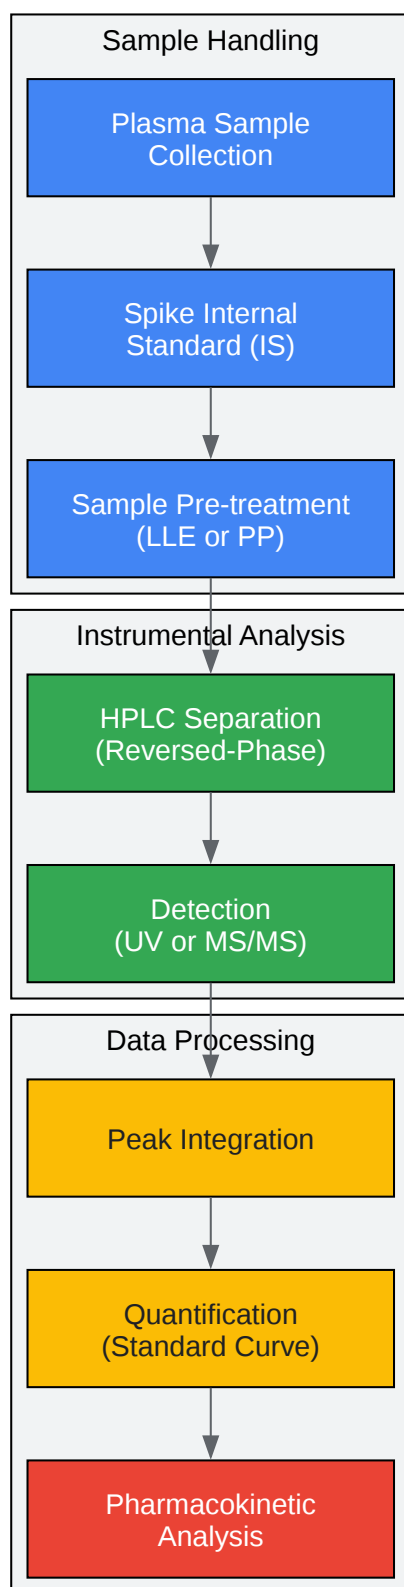 Sample Handling
Plasma Sample
Collection
Spike Internal
Standard (IS)
Sample Pre-treatment
(LLE or PP)
Instrumental Analysis
HPLC Separation
(Reversed-Phase)
Detection
(UV or MS/MS)
Data Processing
Peak Integration
Quantification
(Standard Curve)
Pharmacokinetic
Analysis